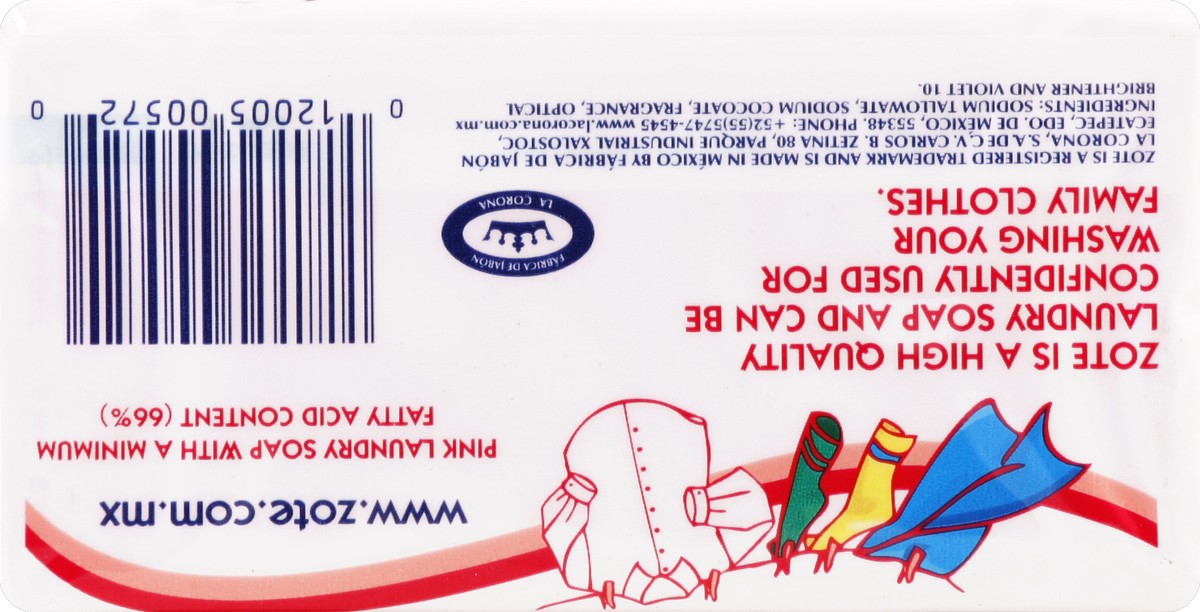 www.zote.com.mx
PINK LAUNDRY SOAP WITH A MINIMUM
FATTY ACID CONTENT (66%)
ZOTE IS A HIGH QUALITY
LAUNDRY SOAP AND CAN BE
CONFIDENTLY USED FOR
WASHING YOUR
FAMILY CLOTHES.
FÁBRICA DE JABÓN
LA CORONA
ZOTE IS A REGISTERED TRADEMARK AND IS MADE IN MÉXICO BY FÁBRICA DE JABÓN
LA CORONA, S.A. DE C.V. CARLOS B. ZETINA 80, PARQUE INDUSTRIAL XALOSTOC,
ECATEPEC, EDO. DE MÉXICO, 55348. PHONE: +52(55)5747-4545 www.lacorona.com.mx
INGREDIENTS: SODIUM TALLOWATE, SODIUM COCOATE, FRAGRANCE, OPTICAL
BRIGHTENER AND VIOLET 10.
0 12005 00572 0